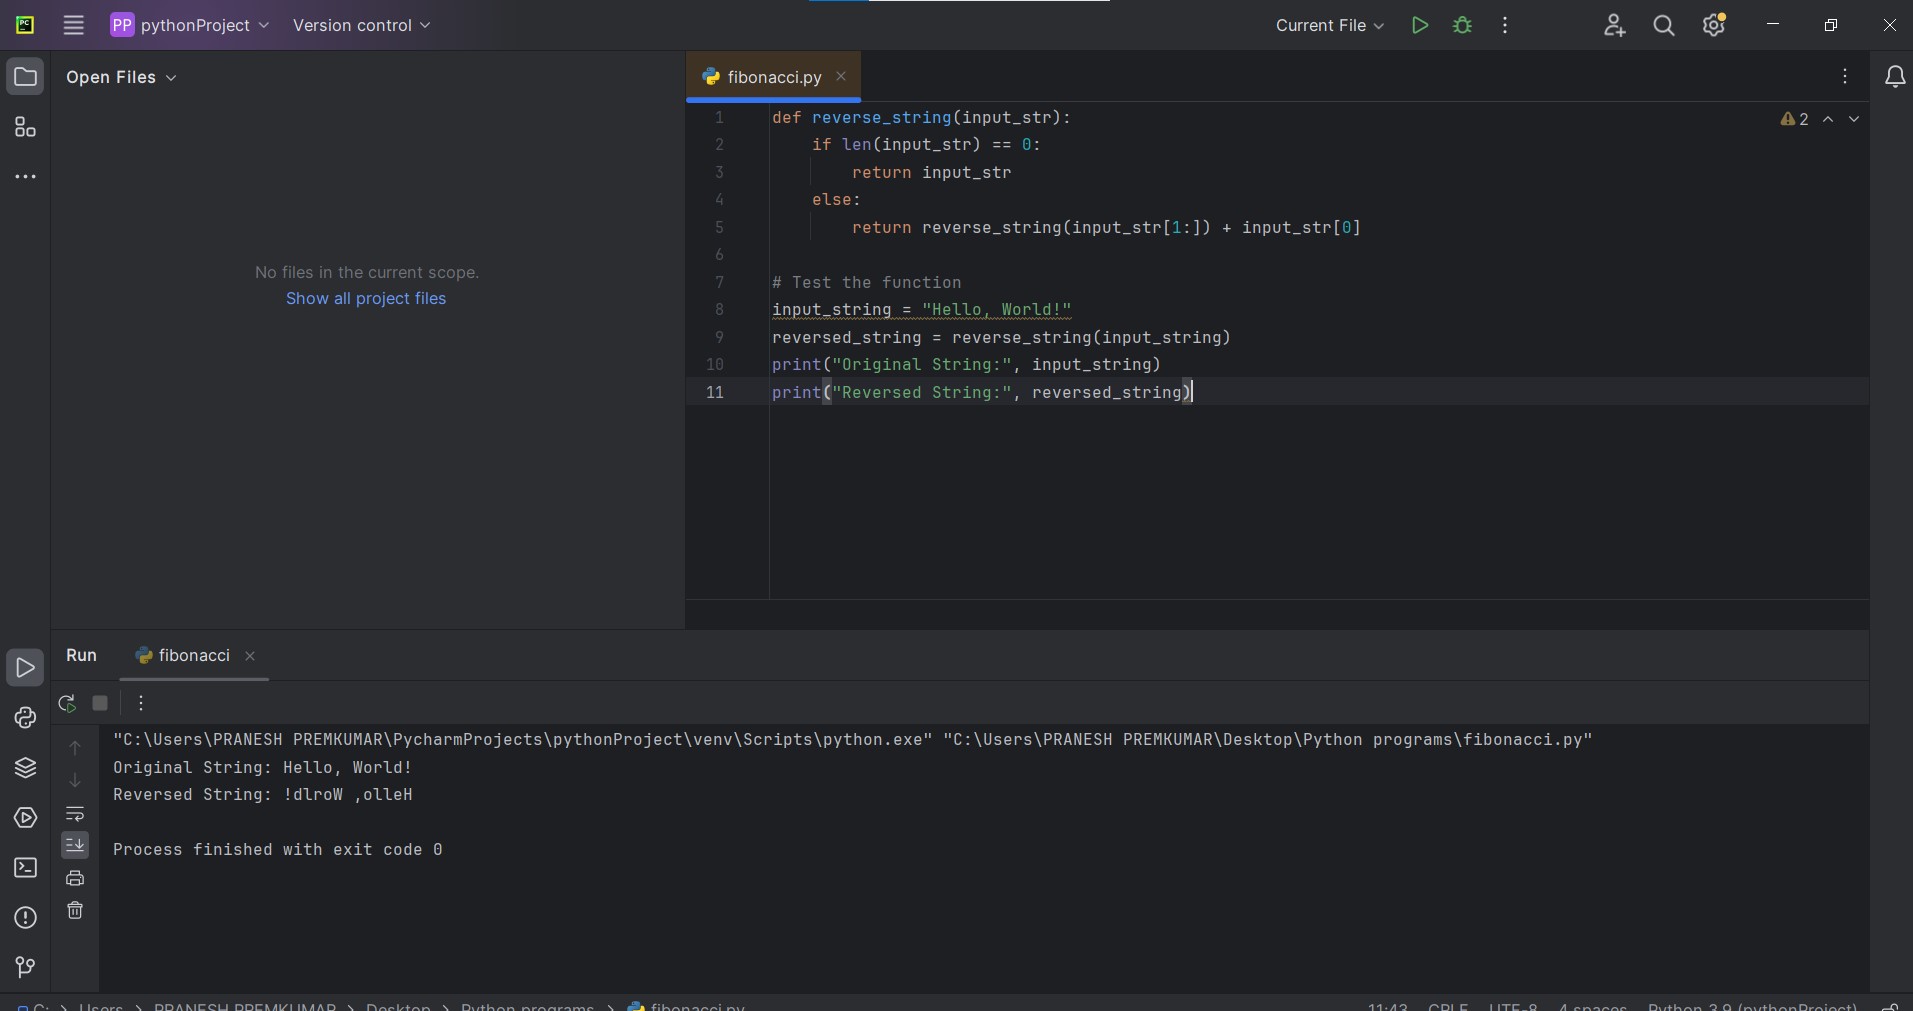 PP pythonProject Version control Current File
Open Files
fibonacci.py
No files in the current scope.
Show all project files
1 def reverse_string(input_str):
2 if len(input_str) == 0:
3 return input_str
4 else:
5 return reverse_string(input_str[1:]) + input_str[0]
6
7 # Test the function
8 input_string = "Hello, World!"
9 reversed_string = reverse_string(input_string)
10 print("Original String:", input_string)
11 print("Reversed String:", reversed_string)
2
Run fibonacci
"C:\Users\PRANESH PREMKUMAR\PycharmProjects\pythonProject\venv\Scripts\python.exe" "C:\Users\PRANESH PREMKUMAR\Desktop\Python programs\fibonacci.py"
Original String: Hello, World!
Reversed String: !dlroW ,olleH
Process finished with exit code 0
C: > Users > PRANESH PREMKUMAR > Desktop > Python programs > fibonacci.py 11:43 CRLF UTF-8 4 spaces Python 3.9 (pythonProject)